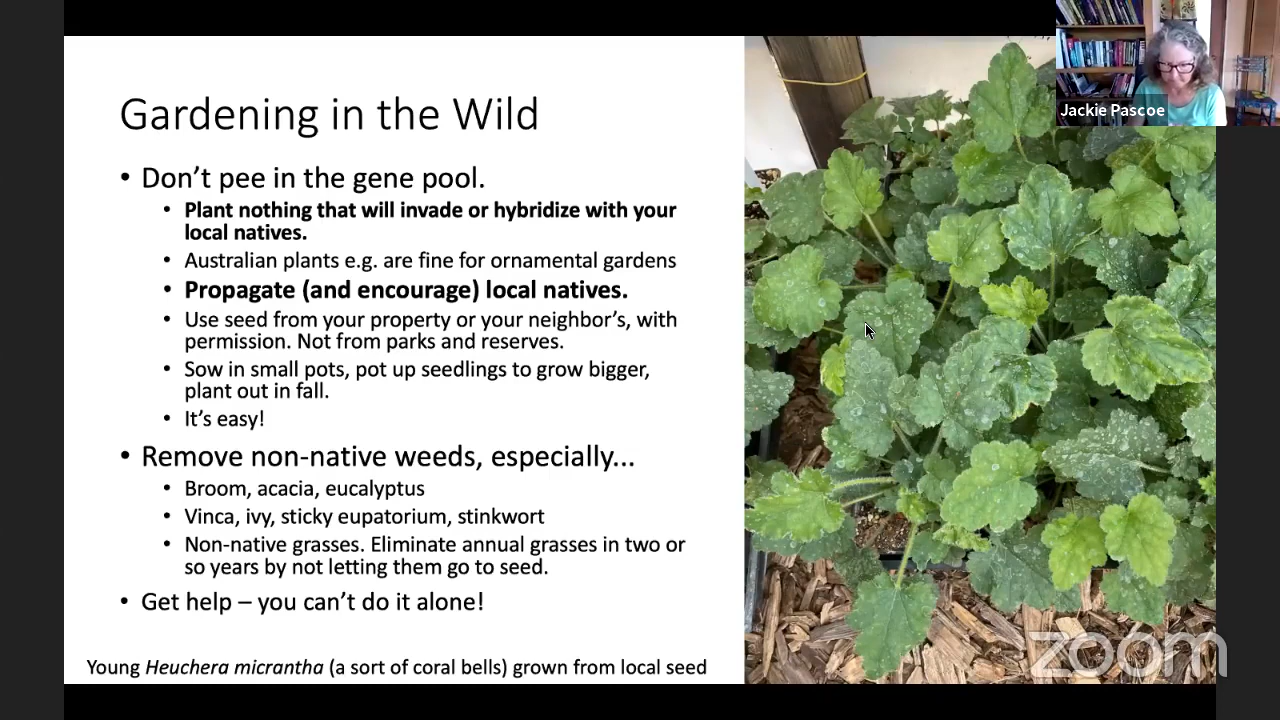 Jackie Pascoe
Gardening in the Wild
• Don’t pee in the gene pool.
• Plant nothing that will invade or hybridize with your
local natives.
• Australian plants e.g. are fine for ornamental gardens
• Propagate (and encourage) local natives.
• Use seed from your property or your neighbor’s, with
permission. Not from parks and reserves.
• Sow in small pots, pot up seedlings to grow bigger,
plant out in fall.
• It’s easy!
• Remove non-native weeds, especially...
• Broom, acacia, eucalyptus
• Vinca, ivy, sticky eupatorium, stinkwort
• Non-native grasses. Eliminate annual grasses in two or
so years by not letting them go to seed.
• Get help – you can’t do it alone!
Young Heuchera micrantha (a sort of coral bells) grown from local seed
zoom